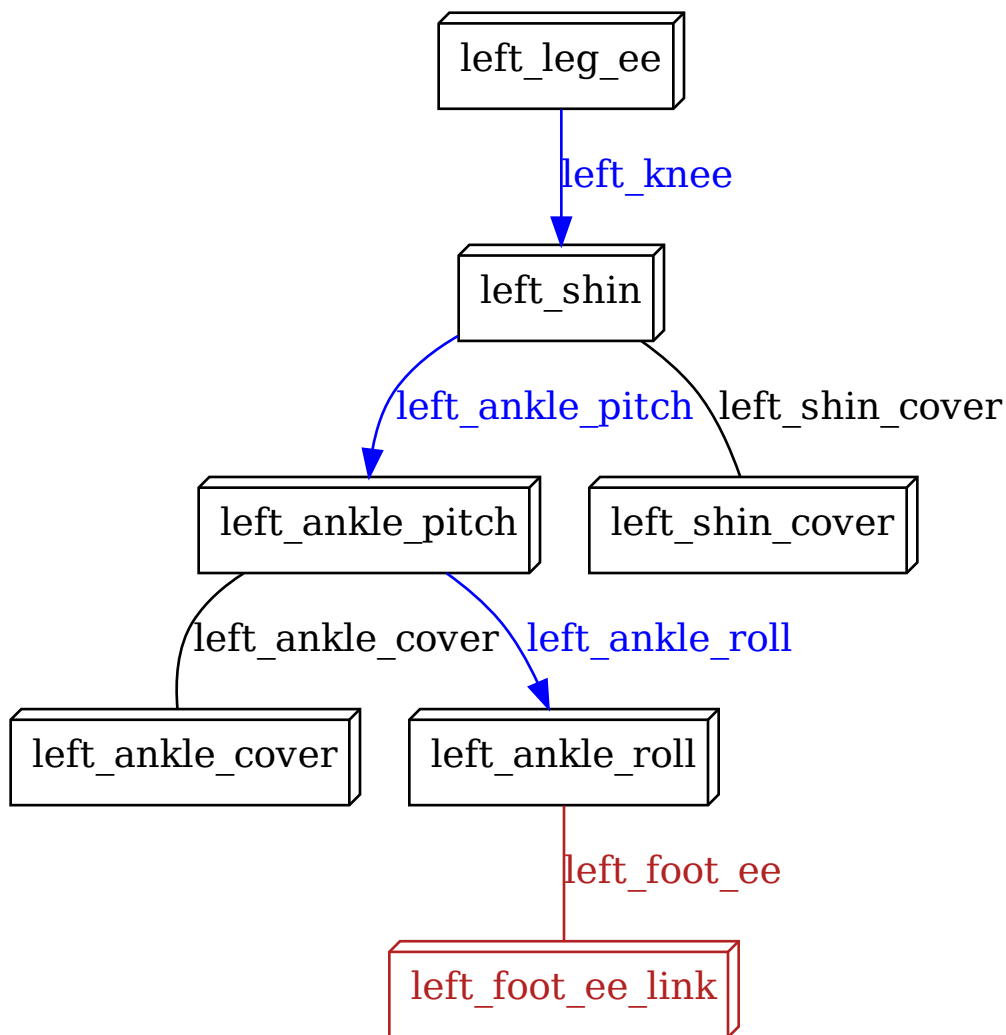 left_leg_ee
left_knee
left_shin
left_ankle_pitch
left_shin_cover
left_ankle_pitch
left_shin_cover
left_ankle_cover
left_ankle_roll
left_ankle_cover
left_ankle_roll
left_foot_ee
left_foot_ee_link